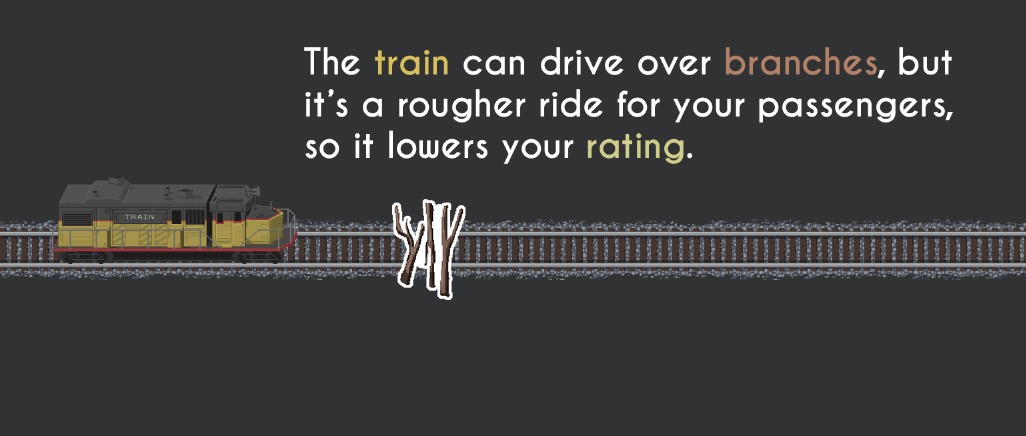 The train can drive over branches, but
it's a rougher ride for your passengers,
so it lowers your rating.
TRAIN